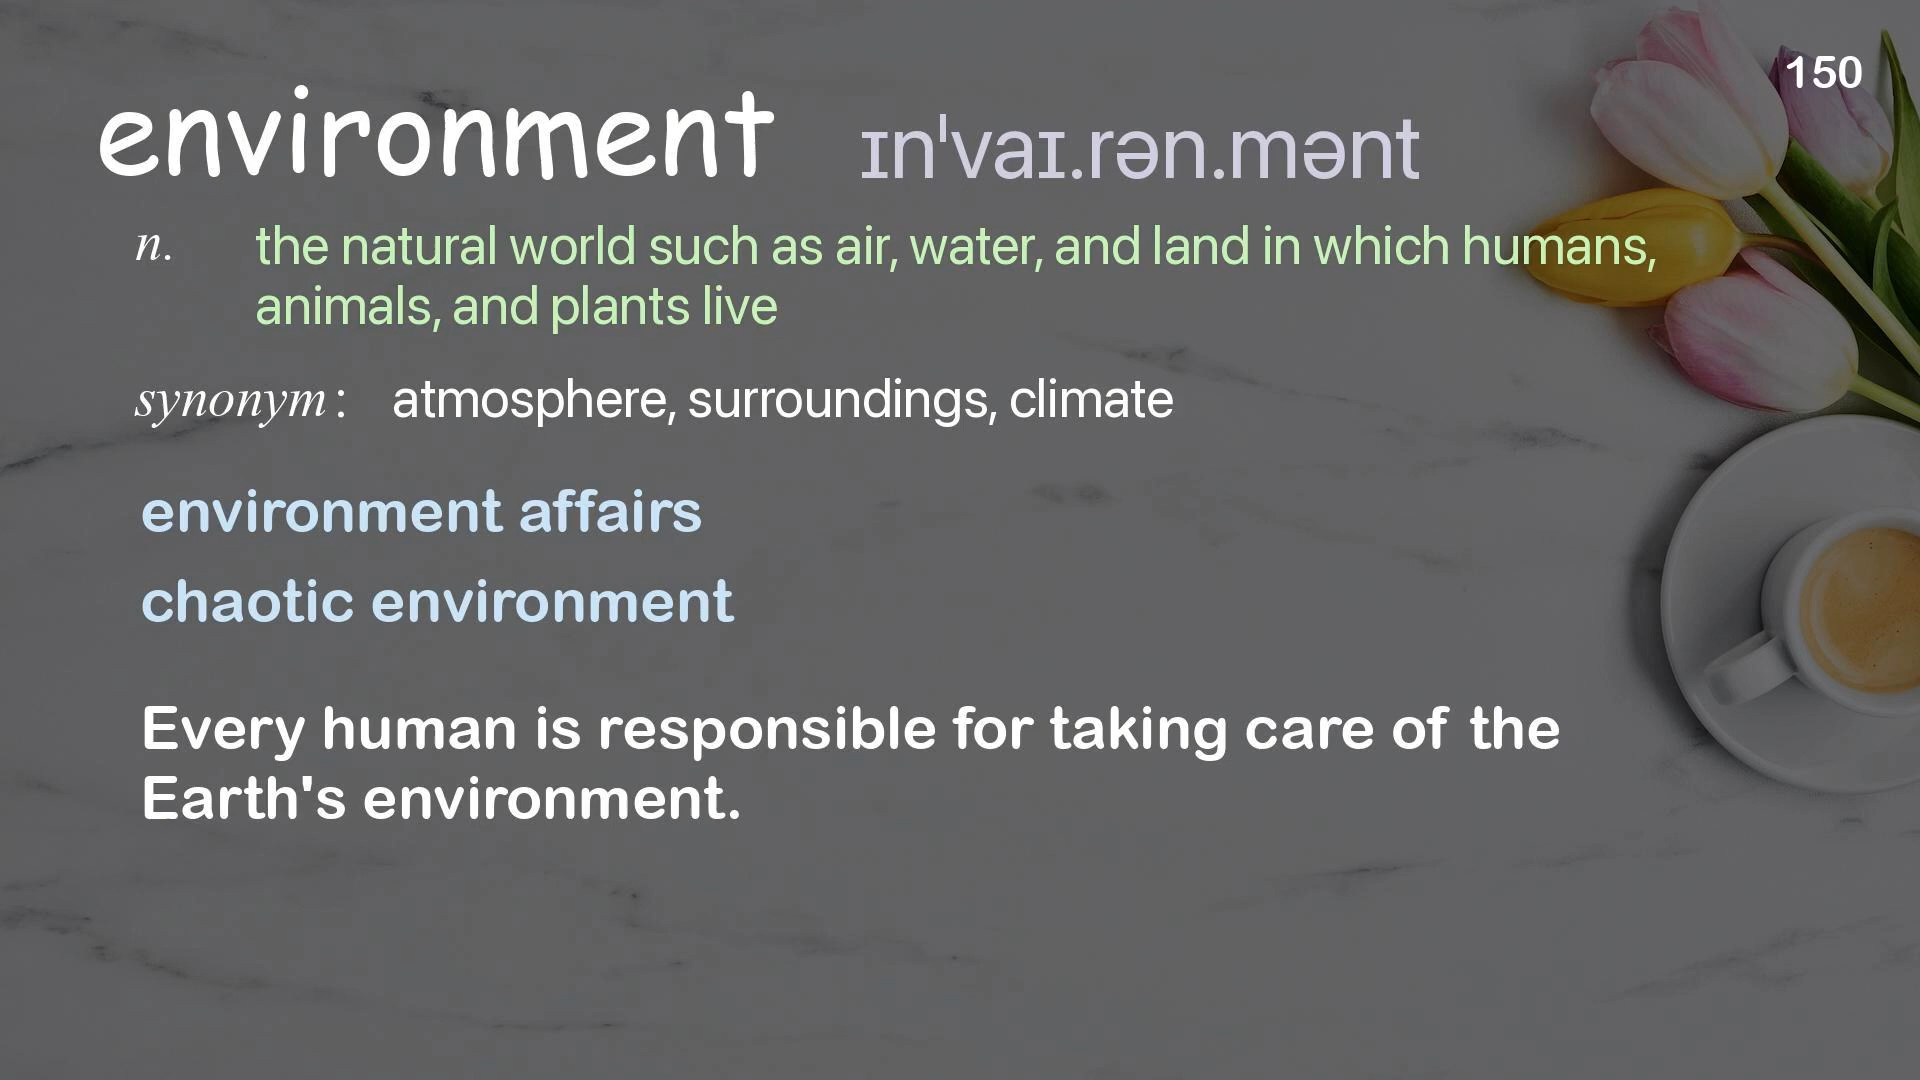 150
environment ɪnˈvaɪ.rən.mənt
n. the natural world such as air, water, and land in which humans,
animals, and plants live
synonym : atmosphere, surroundings, climate
environment affairs
chaotic environment
Every human is responsible for taking care of the
Earth's environment.